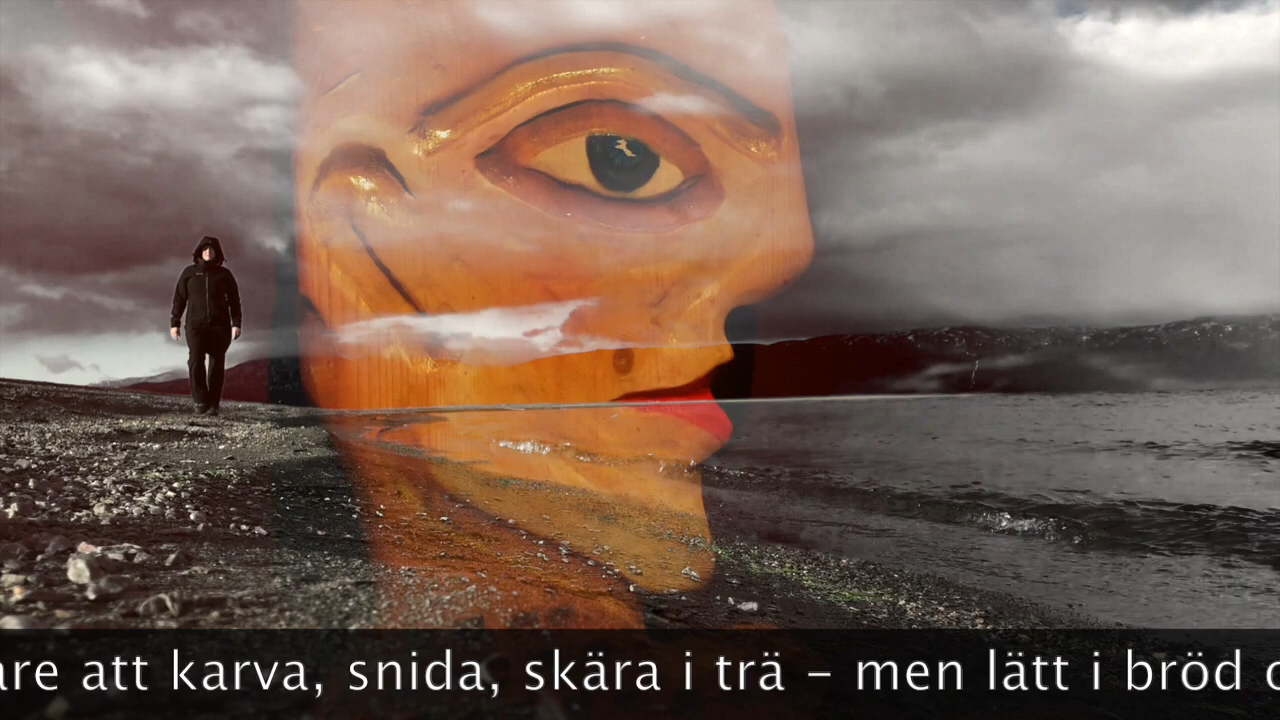 att karva, snida, skära i trä – men lätt i bröd